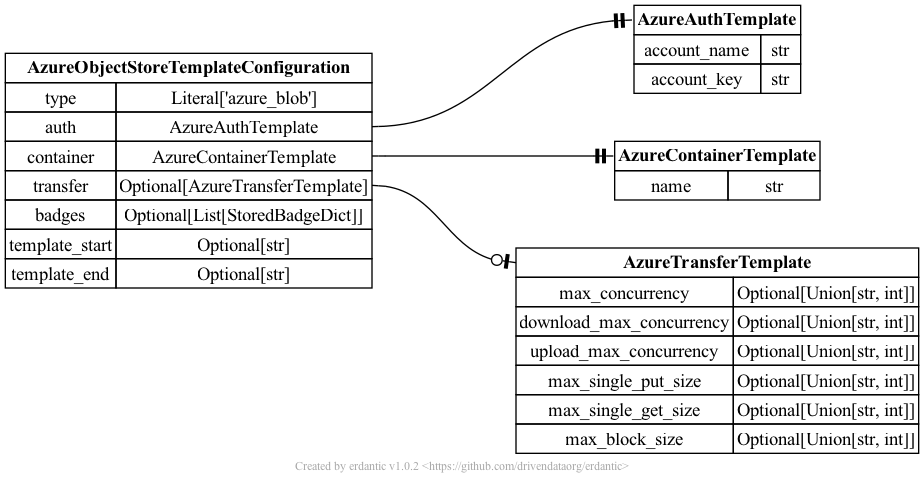 AzureObjectStoreTemplateConfiguration
type Literal['azure_blob']
auth AzureAuthTemplate
container AzureContainerTemplate
transfer Optional[AzureTransferTemplate]
badges Optional[List[StoredBadgeDict]]
template_start Optional[str]
template_end Optional[str]
AzureAuthTemplate
account_name str
account_key str
AzureContainerTemplate
name str
AzureTransferTemplate
max_concurrency Optional[Union[str, int]]
download_max_concurrency Optional[Union[str, int]]
upload_max_concurrency Optional[Union[str, int]]
max_single_put_size Optional[Union[str, int]]
max_single_get_size Optional[Union[str, int]]
max_block_size Optional[Union[str, int]]
Created by erdantic v1.0.2 <https://github.com/drivendataorg/erdantic>